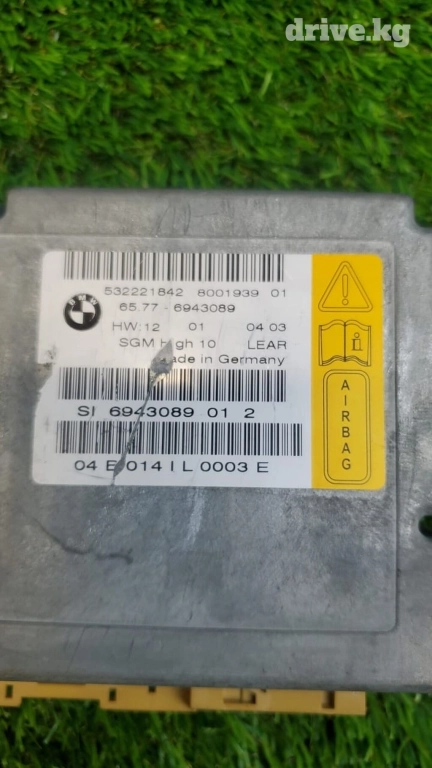 drive.kg
532221842 8001939 01
BMW
65.77 - 6943089
HW:12 01 04 03
SGM High 10 LEAR
Made in Germany
SI 6943089 01 2
04 E 014 I L 0003 E
AIRBAG